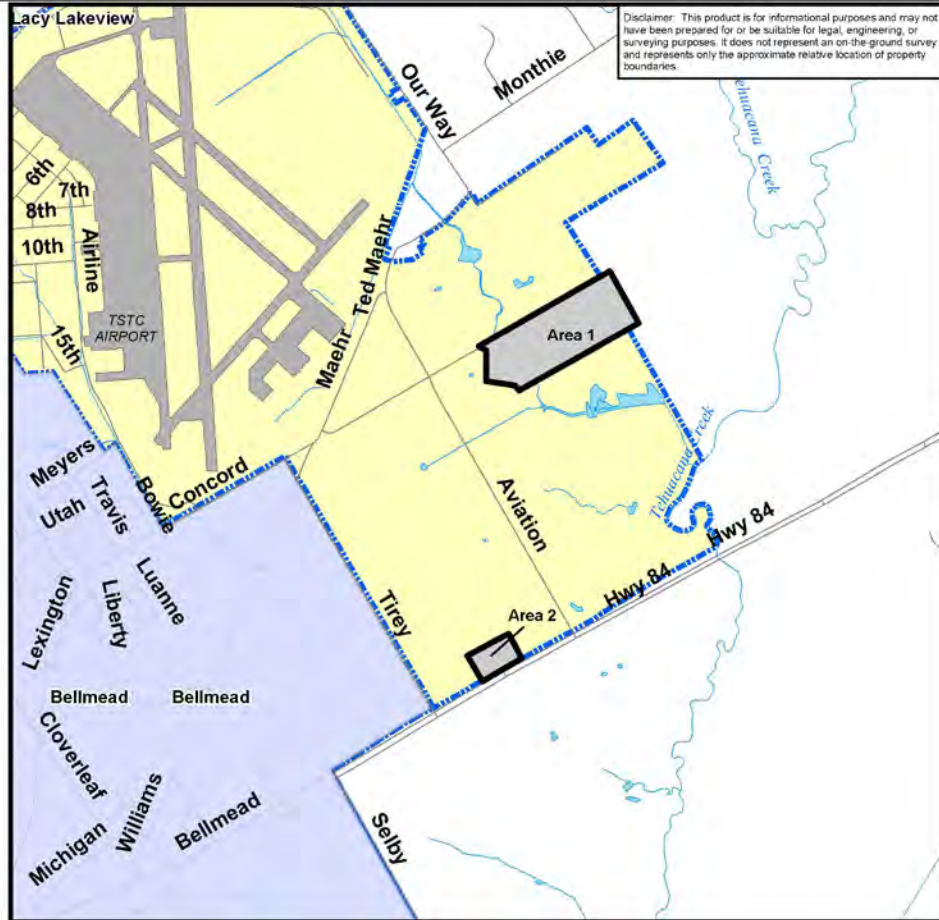 Lacy Lakeview
Disclaimer: This product is for informational purposes and may not
have been prepared for or be suitable for legal, engineering, or
surveying purposes. It does not represent an on-the-ground survey
and represents only the approximate relative location of property
boundaries.
Our Way
Monthie
Tehuacana Creek
6th
7th
8th
10th
Airline
15th
TSTC
AIRPORT
Maehr
Ted Maehr
Area 1
Tehuacana Creek
Meyers
Utah
Travis
Bowie
Concord
Aviation
Hwy 84
Hwy 84
Luanne
Liberty
Lexington
Tirey
Area 2
Bellmead
Bellmead
Cloverleaf
Williams
Michigan
Bellmead
Selby